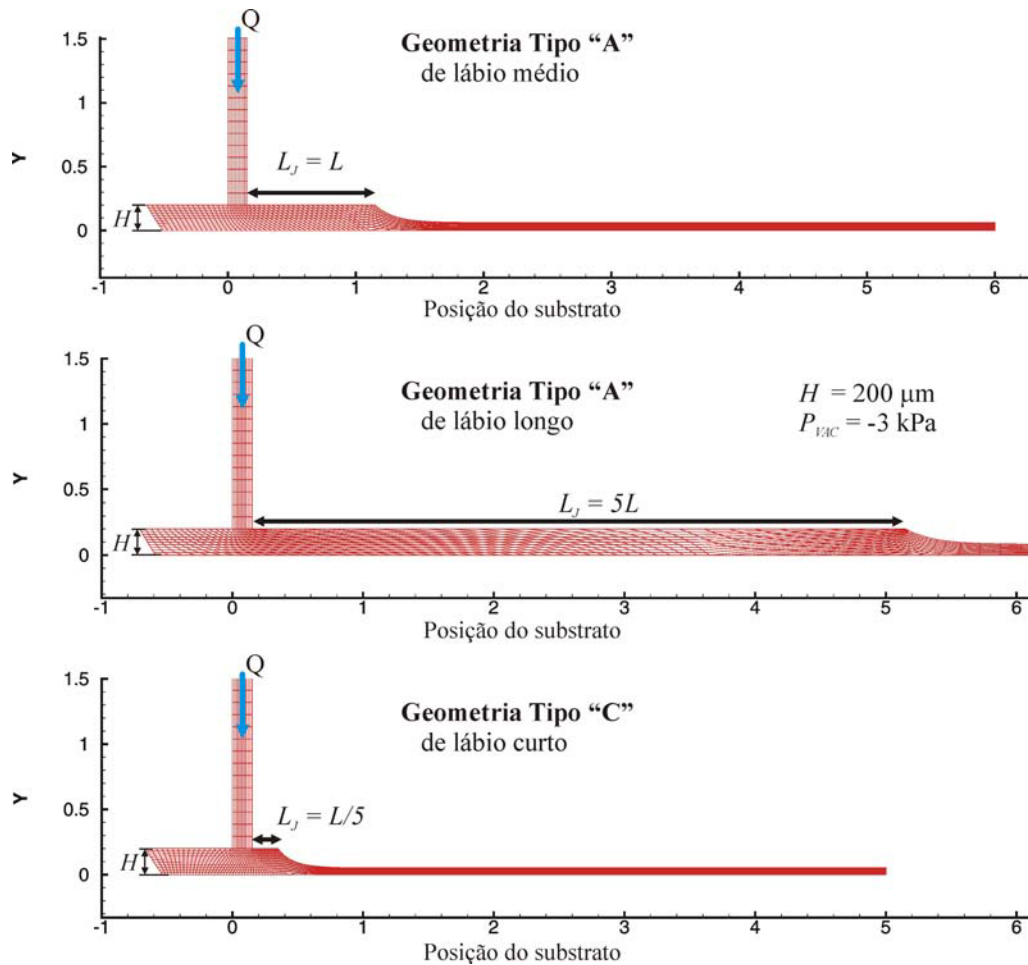 Q
Geometria Tipo “A”
de lábio médio
1.5
1
Y
0.5
L_J = L
H
0
-1 0 1 2 3 4 5 6
Posição do substrato
Q
Geometria Tipo “A”
de lábio longo
H = 200 μm
P_VAC = -3 kPa
1.5
1
Y
0.5
L_J = 5L
H
0
-1 0 1 2 3 4 5 6
Posição do substrato
Q
Geometria Tipo “C”
de lábio curto
1.5
1
Y
0.5
L_J = L/5
H
0
-1 0 1 2 3 4 5 6
Posição do substrato